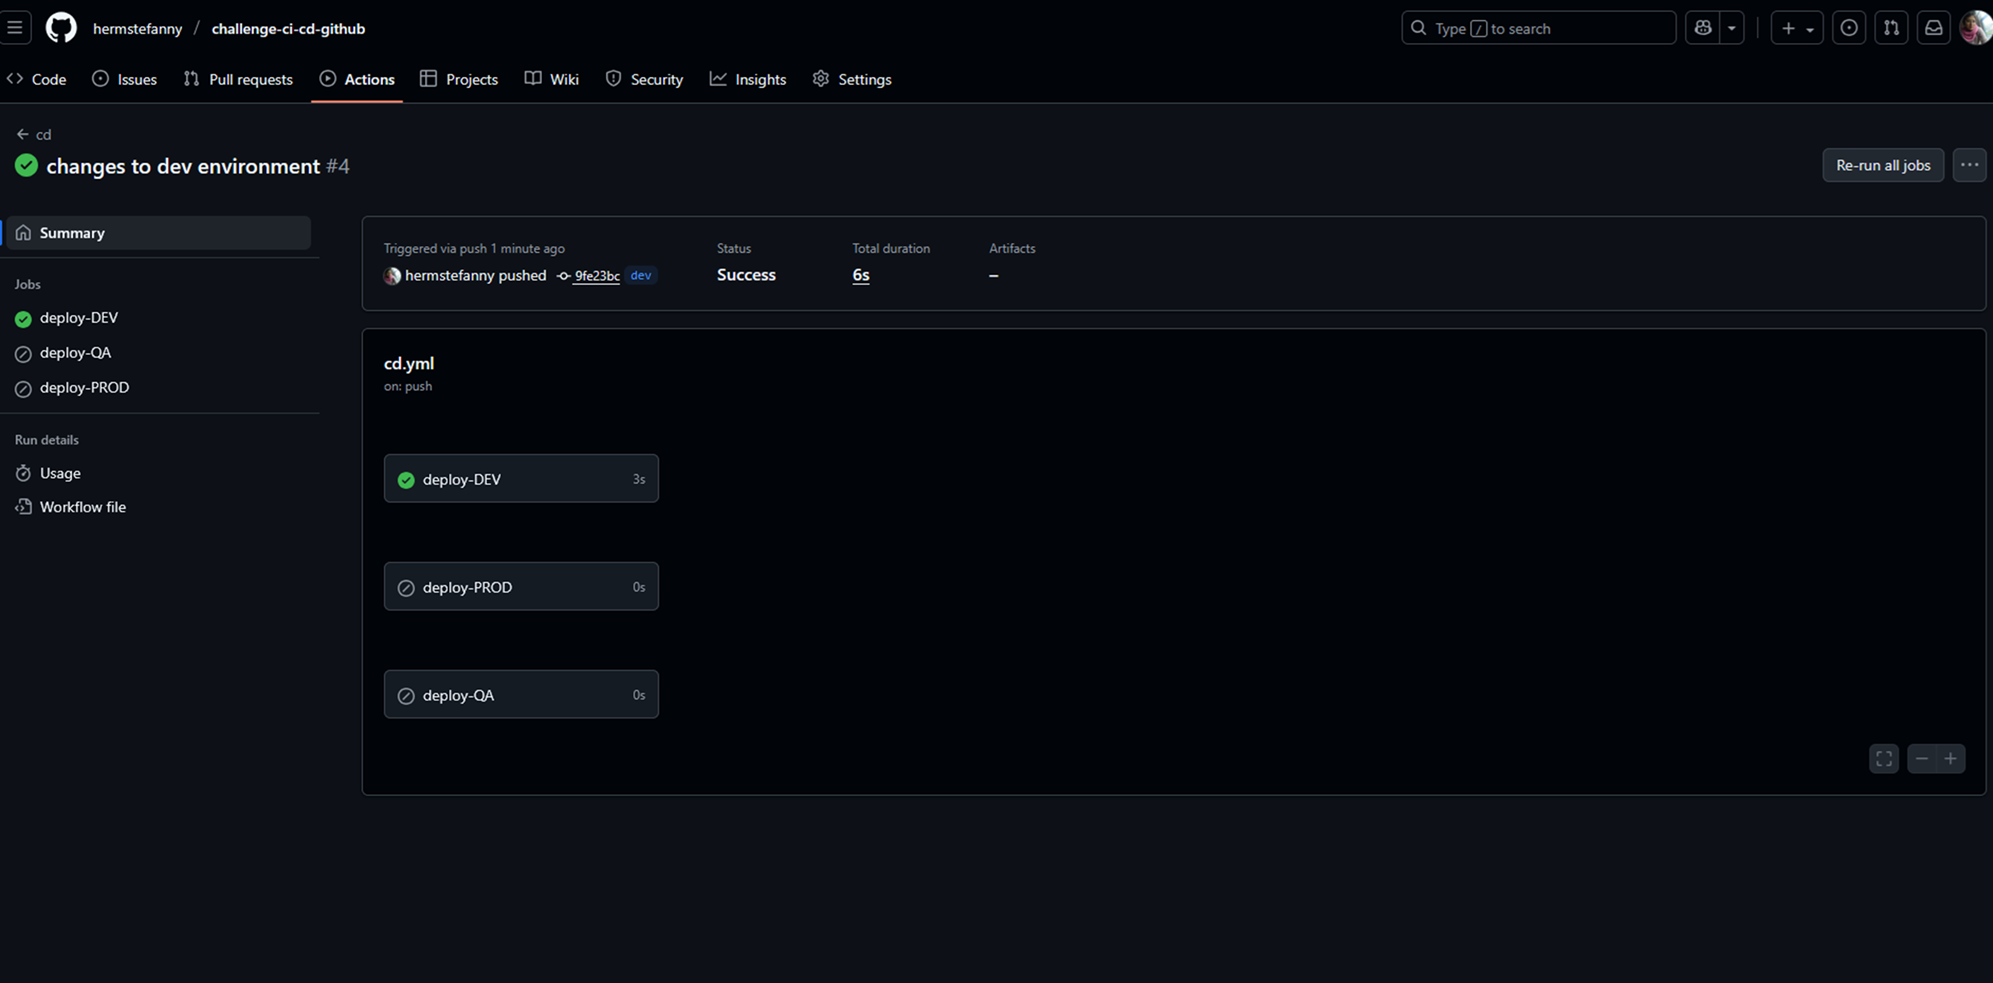 hermstefanny / challenge-ci-cd-github
Type / to search
Code Issues Pull requests Actions Projects Wiki Security Insights Settings
cd
changes to dev environment #4
Re-run all jobs
Summary
Jobs
deploy-DEV
deploy-QA
deploy-PROD
Run details
Usage
Workflow file
Triggered via push 1 minute ago
hermstefanny pushed 9fe23bc dev
Status
Success
Total duration
6s
Artifacts
–
cd.yml
on: push
deploy-DEV 3s
deploy-PROD 0s
deploy-QA 0s